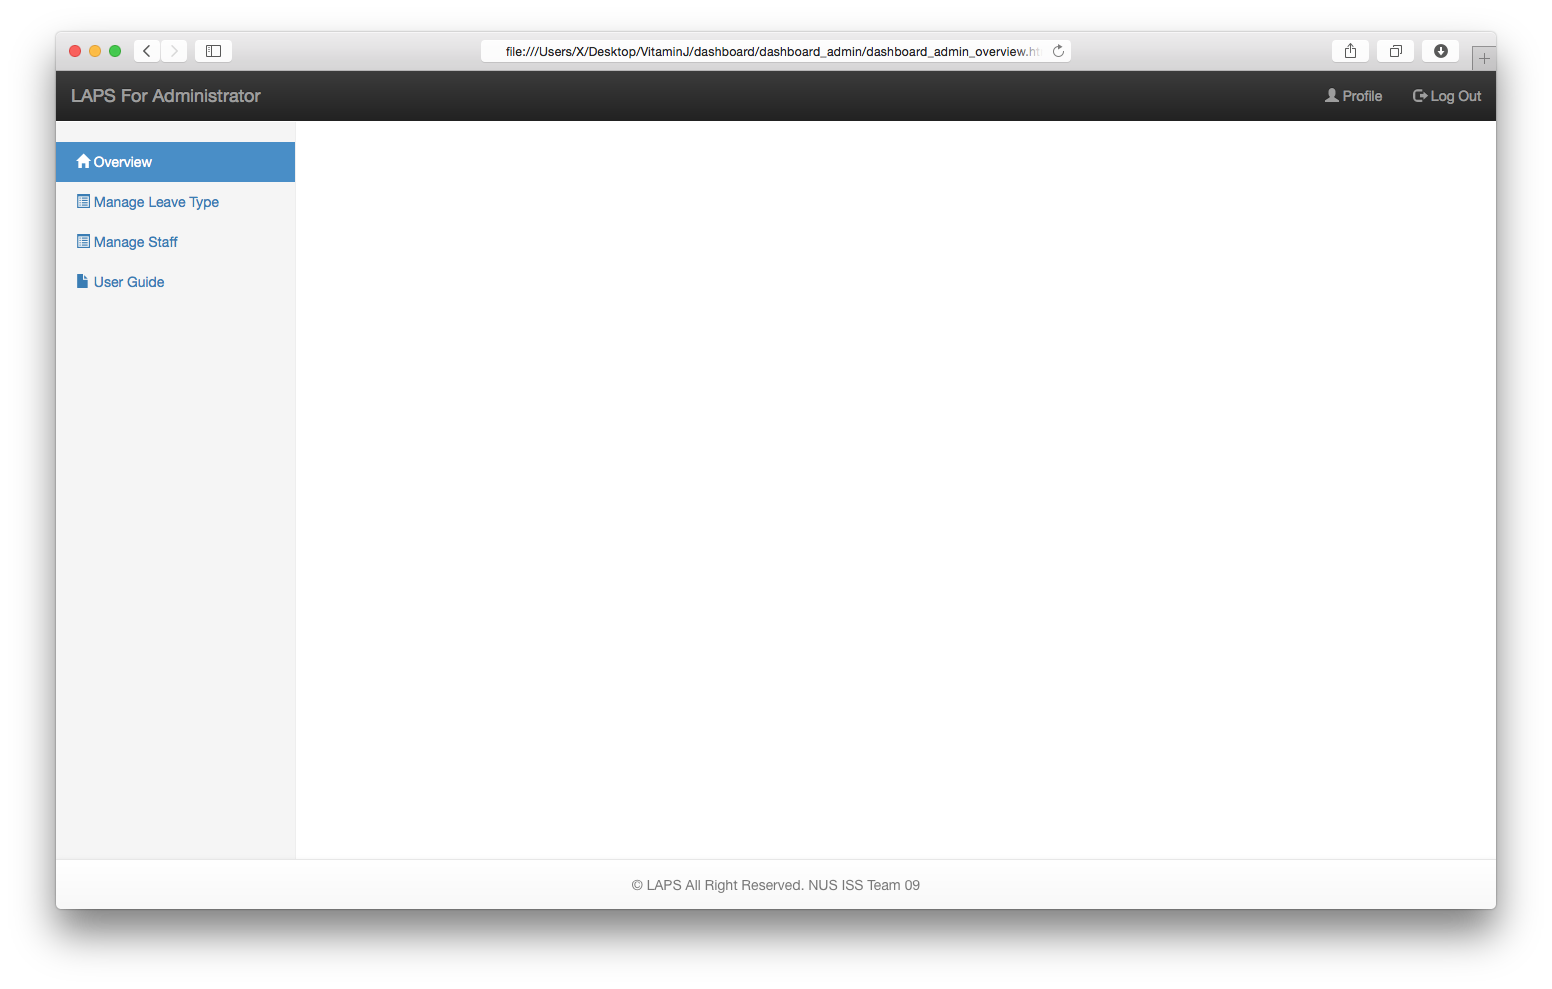 file:///Users/X/Desktop/VitaminJ/dashboard/dashboard_admin/dashboard_admin_overview.ht
LAPS For Administrator
Profile
Log Out
Overview
Manage Leave Type
Manage Staff
User Guide
© LAPS All Right Reserved. NUS ISS Team 09